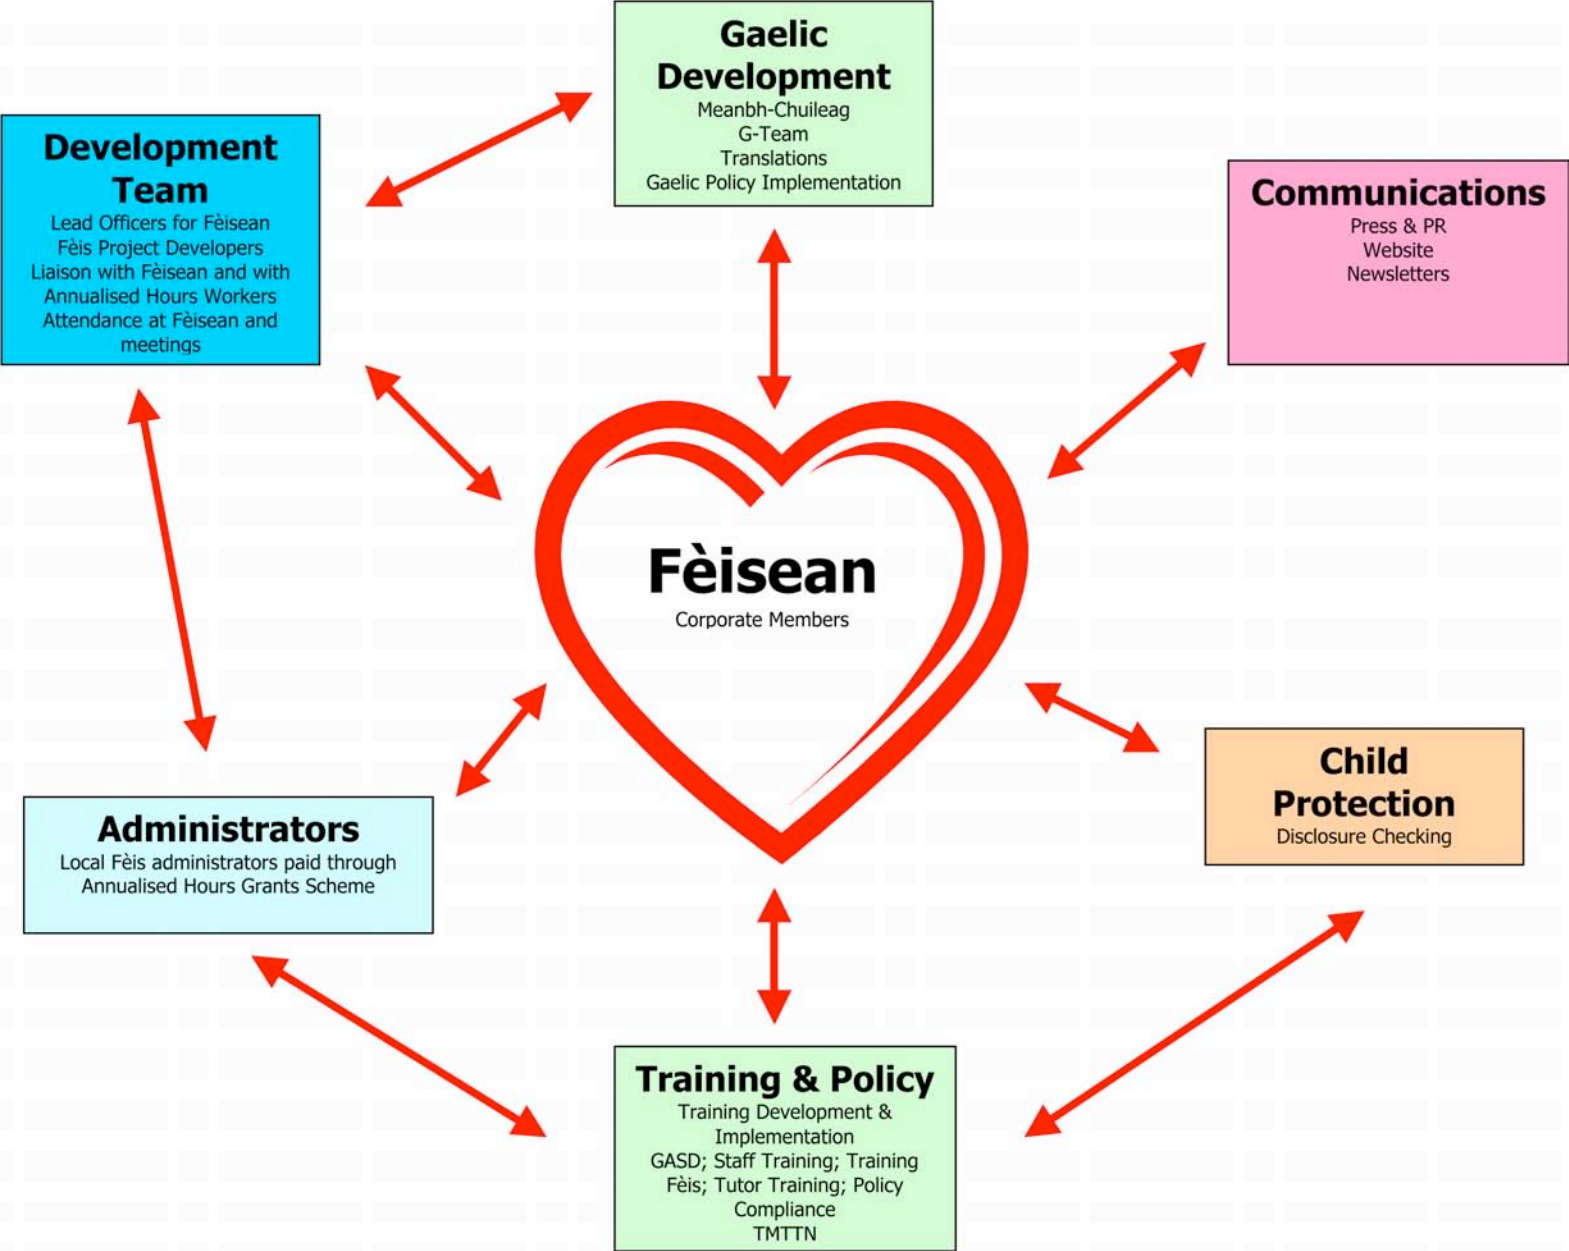 Gaelic
Development
Meanbh-Chuileag
G-Team
Translations
Gaelic Policy Implementation
Development
Team
Lead Officers for Fèisean
Fèis Project Developers
Liaison with Fèisean and with
Annualised Hours Workers
Attendance at Fèisean and
meetings
Communications
Press & PR
Website
Newsletters
Fèisean
Corporate Members
Child
Protection
Disclosure Checking
Administrators
Local Fèis administrators paid through
Annualised Hours Grants Scheme
Training & Policy
Training Development &
Implementation
GASD; Staff Training; Training
Fèis; Tutor Training; Policy
Compliance
TMTTN